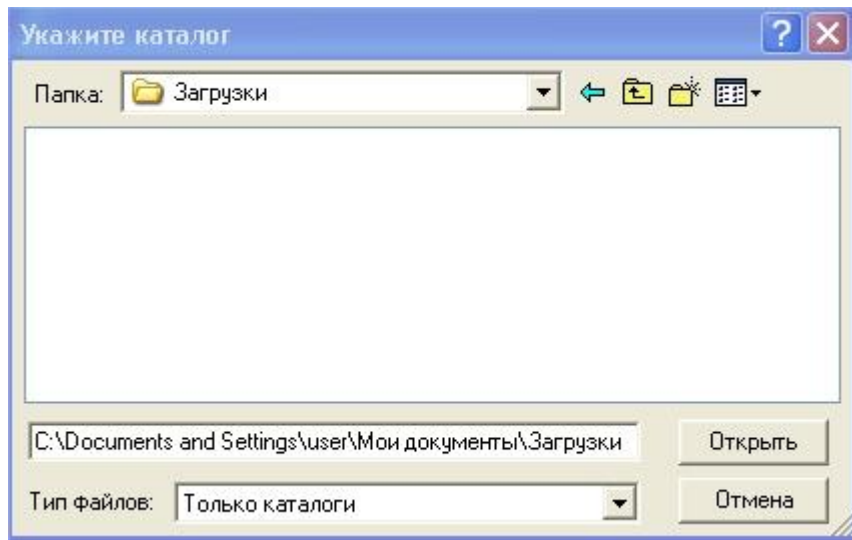 Укажите каталог
Папка: Загрузки
C:\Documents and Settings\user\Мои документы\Загрузки
Открыть
Тип файлов: Только каталоги
Отмена